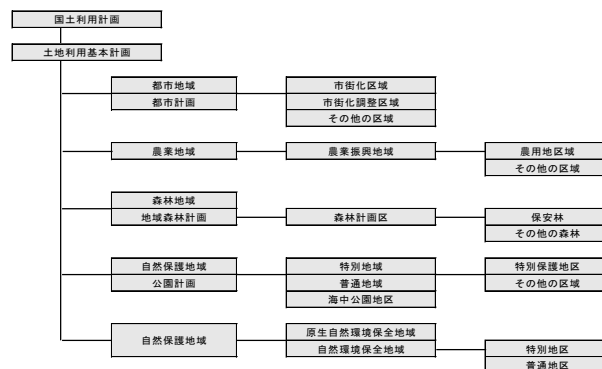 国土利用計画
土地利用基本計画
都市地域
都市計画
市街化区域
市街化調整区域
その他の区域
農業地域
農業振興地域
農用地区域
その他の区域
森林地域
地域森林計画
森林計画区
保安林
その他の森林
自然保護地域
公園計画
特別地域
普通地域
海中公園地区
特別保護地区
その他の区域
自然保護地域
原生自然環境保全地域
自然環境保全地域
特別地区
普通地区